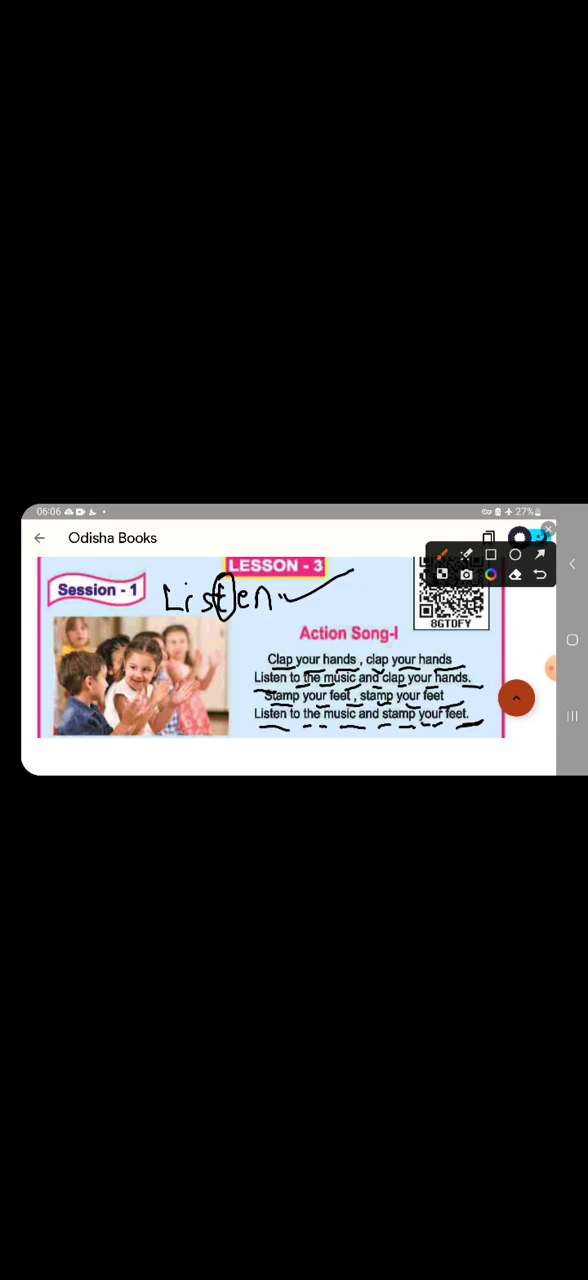 06:06
27%
Odisha Books
LESSON - 3
Session - 1
Listen
8GTDFY
Action Song-I
Clap your hands , clap your hands
Listen to the music and clap your hands.
Stamp your feet , stamp your feet
Listen to the music and stamp your feet.